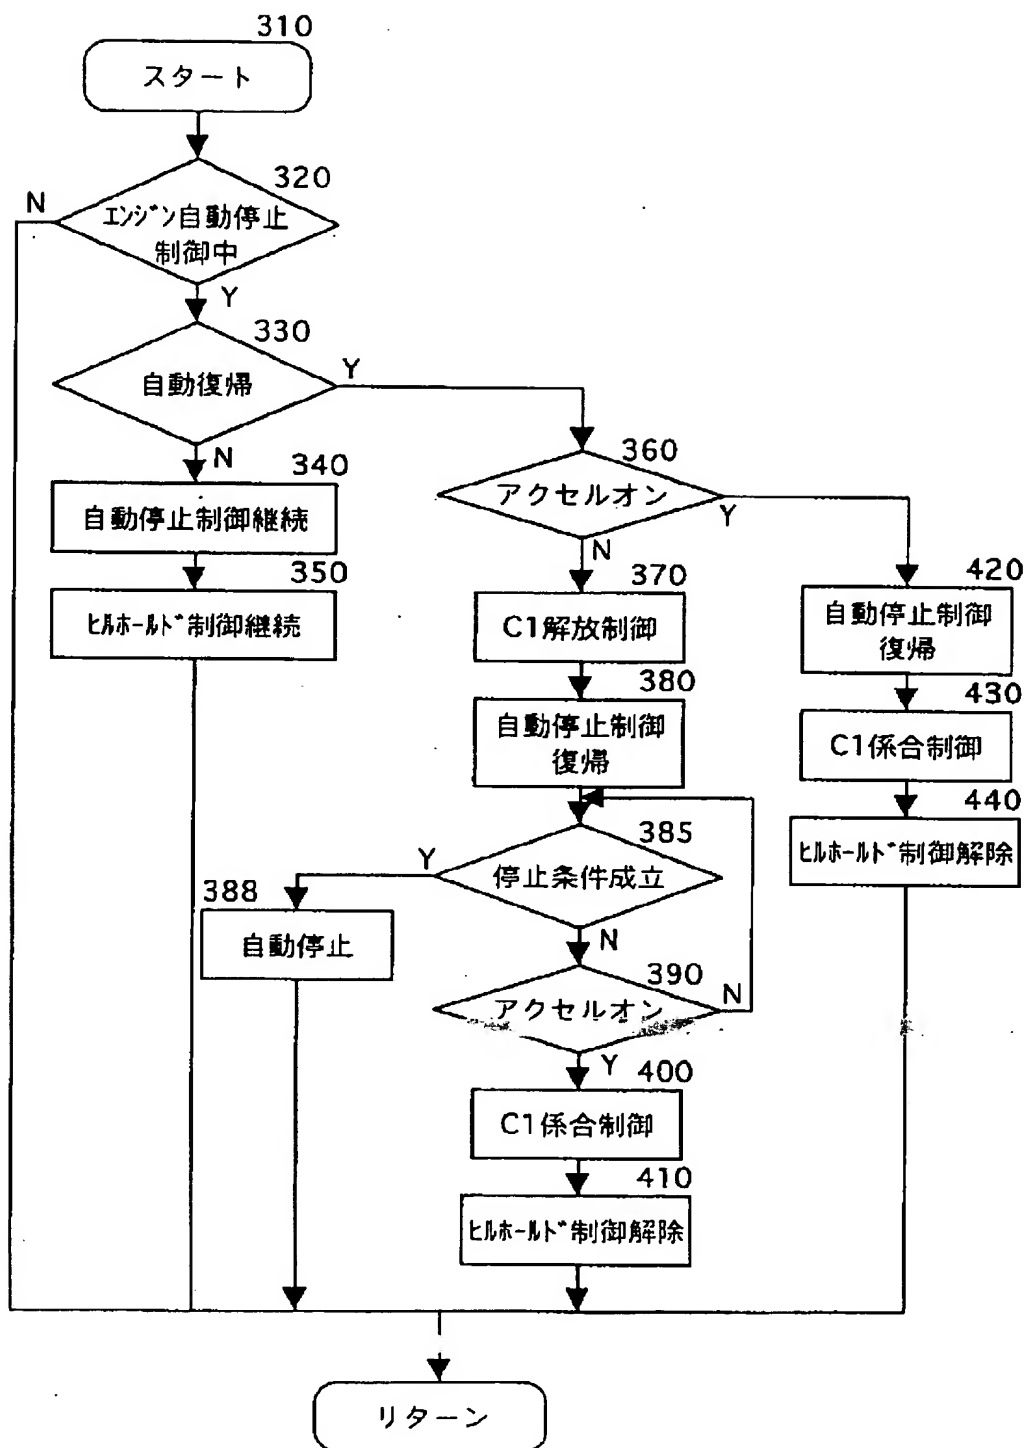 310
スタート
320
N
エンジン自動停止
制御中
Y
330
自動復帰
Y
N
340
自動停止制御継続
350
ヒルホールド制御継続
360
アクセルオン
Y
N
370
C1解放制御
380
自動停止制御
復帰
420
自動停止制御
復帰
430
C1係合制御
440
ヒルホールド制御解除
385
Y
停止条件成立
388
自動停止
N
390
アクセルオン
N
Y
400
C1係合制御
410
ヒルホールド制御解除
リターン